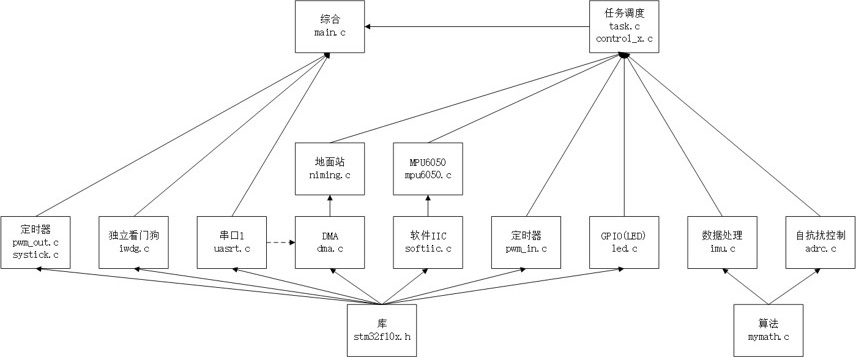 综合
main.c
任务调度
task.c
control_x.c
地面站
niming.c
MPU6050
mpu6050.c
定时器
pwm_out.c
systick.c
独立看门狗
iwdg.c
串口1
uasrt.c
DMA
dma.c
软件IIC
softiic.c
定时器
pwm_in.c
GPIO(LED)
led.c
数据处理
imu.c
自抗扰控制
adrc.c
库
stm32f10x.h
算法
mymath.c